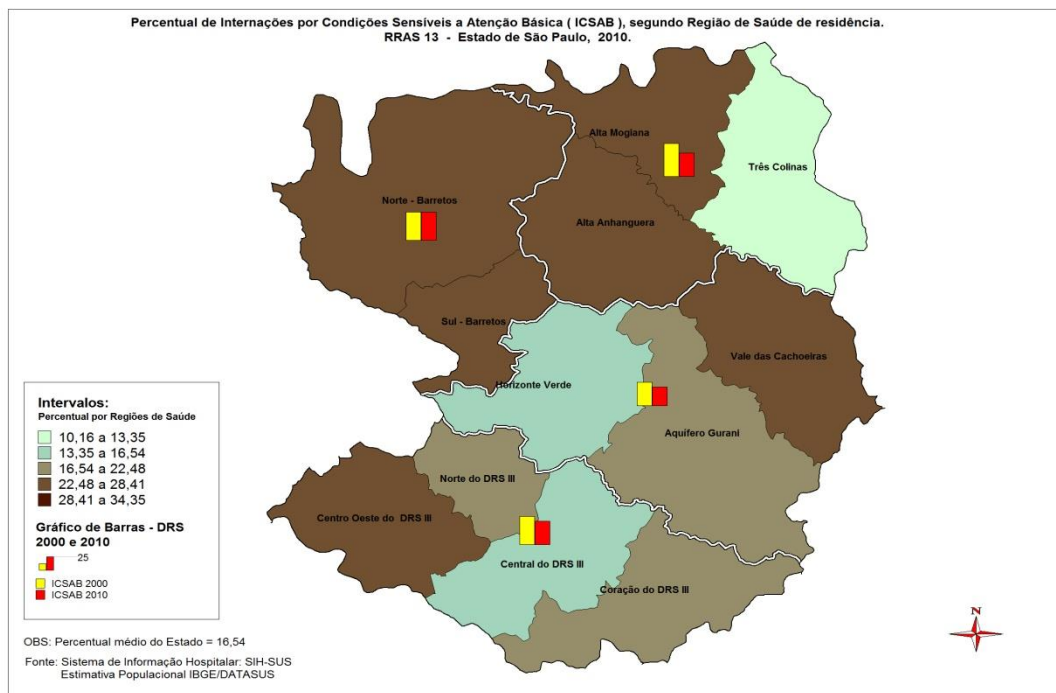 Percentual de Internações por Condições Sensíveis a Atenção Básica ( ICSAB ), segundo Região de Saúde de residência.
RRAS 13 - Estado de São Paulo, 2010.
Alta Mogiana
Três Colinas
Norte - Barretos
Alta Anhanguera
Sul - Barretos
Vale das Cachoeiras
Horizonte Verde
Aquífero Gurani
Norte do DRS III
Centro Oeste do DRS III
Central do DRS III
Coração do DRS III
Intervalos:
Percentual por Regiões de Saúde
10,16 a 13,35
13,35 a 16,54
16,54 a 22,48
22,48 a 28,41
28,41 a 34,35
Gráfico de Barras - DRS
2000 e 2010
25
ICSAB 2000
ICSAB 2010
OBS: Percentual médio do Estado = 16,54
Fonte: Sistema de Informação Hospitalar: SIH-SUS
Estimativa Populacional IBGE/DATASUS
N